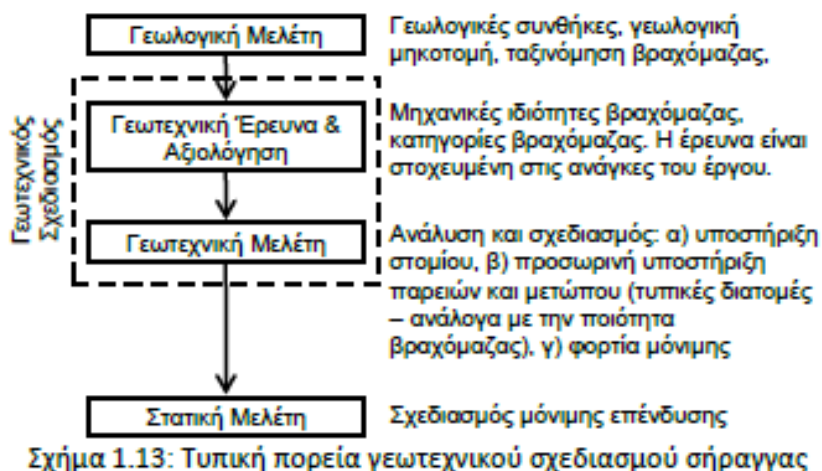 Γεωλογική Μελέτη
Γεωλογικές συνθήκες, γεωλογική
μηκοτομή, ταξινόμηση βραχόμαζας,
Γεωτεχνικός
Σχεδιασμός
Γεωτεχνική Έρευνα &
Αξιολόγηση
Μηχανικές ιδιότητες βραχόμαζας,
κατηγορίες βραχόμαζας. Η έρευνα είναι
στοχευμένη στις ανάγκες του έργου.
Γεωτεχνική Μελέτη
Ανάλυση και σχεδιασμός: α) υποστήριξη
στομίου, β) προσωρινή υποστήριξη
παρειών και μετώπου (τυπικές διατομές
– ανάλογα με την ποιότητα
βραχόμαζας), γ) φορτία μόνιμης
Στατική Μελέτη
Σχεδιασμός μόνιμης επένδυσης
Σχήμα 1.13: Τυπική πορεία γεωτεχνικού σχεδιασμού σήραγγας